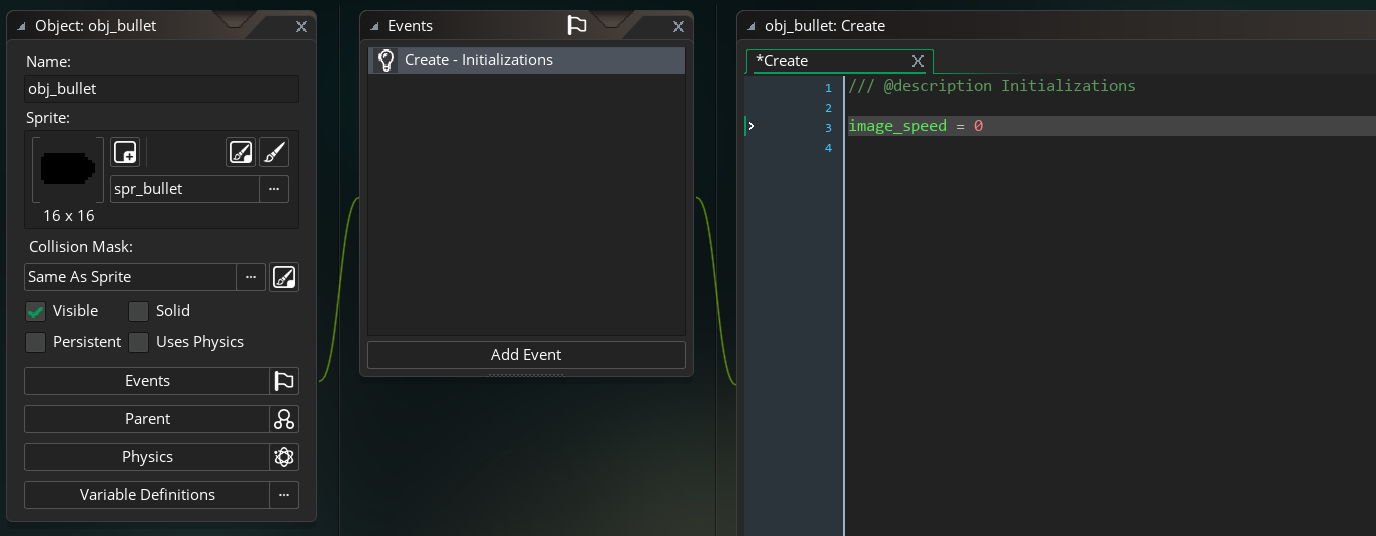 Object: obj_bullet
Name:
obj_bullet
Sprite:
spr_bullet
...
16 x 16
Collision Mask:
Same As Sprite
...
Visible
Solid
Persistent
Uses Physics
Events
Parent
Physics
Variable Definitions
...
Events
Create - Initializations
Add Event
obj_bullet: Create
*Create
1 /// @description Initializations
2
3 image_speed = 0
4